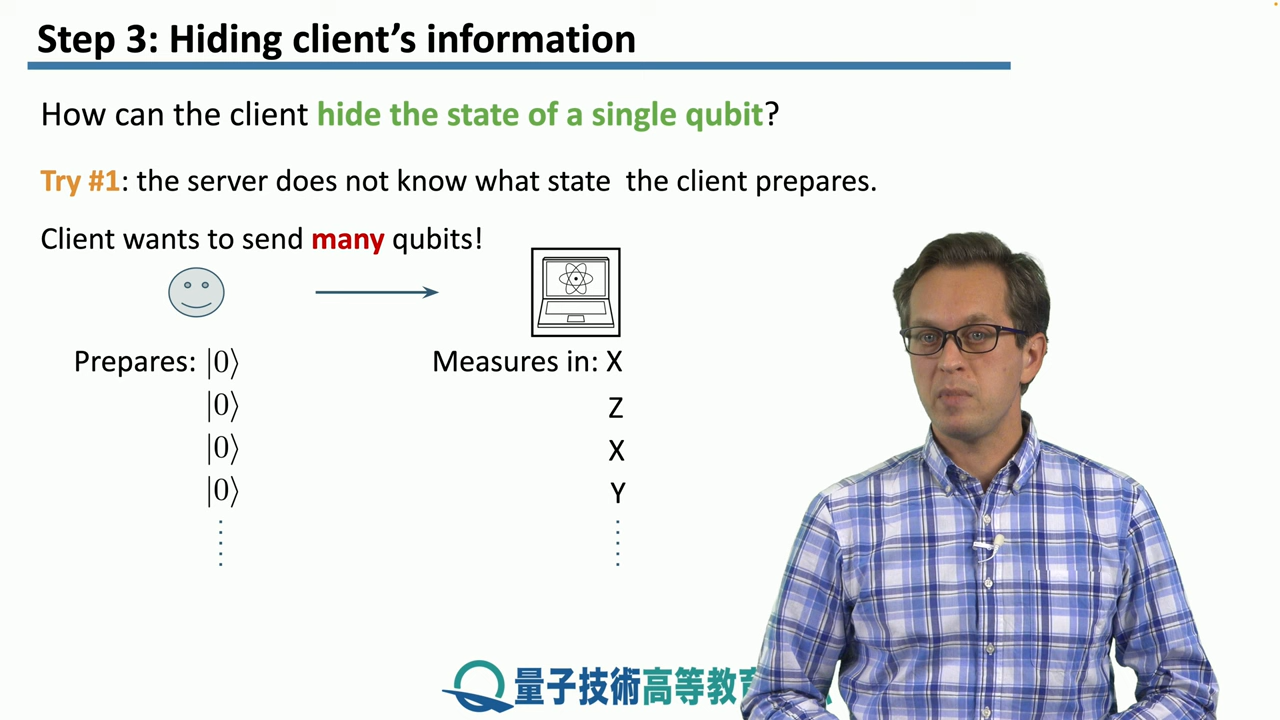 Step 3: Hiding client’s information
How can the client hide the state of a single qubit?
Try #1: the server does not know what state the client prepares.
Client wants to send many qubits!
Prepares: |0⟩
Measures in: X
|0⟩
Z
|0⟩
X
|0⟩
Y
量子技術高等教育